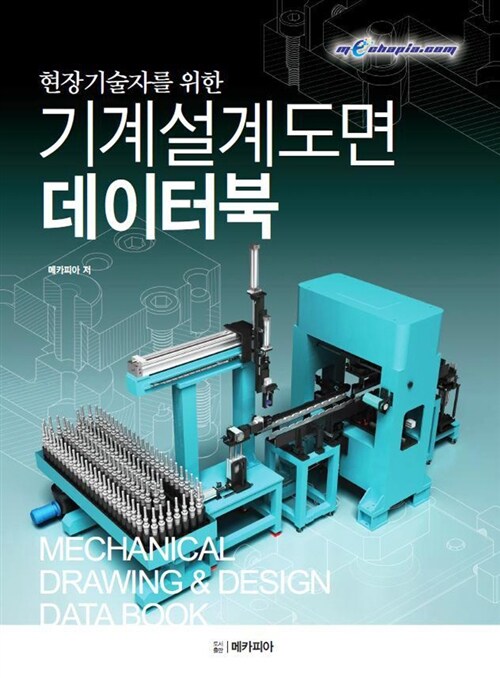 mechapia.com
현장기술자를 위한
기계설계도면
데이터북
메카피아 저
MECHANICAL
DRAWING & DESIGN
DATA BOOK
도서
출판
메카피아